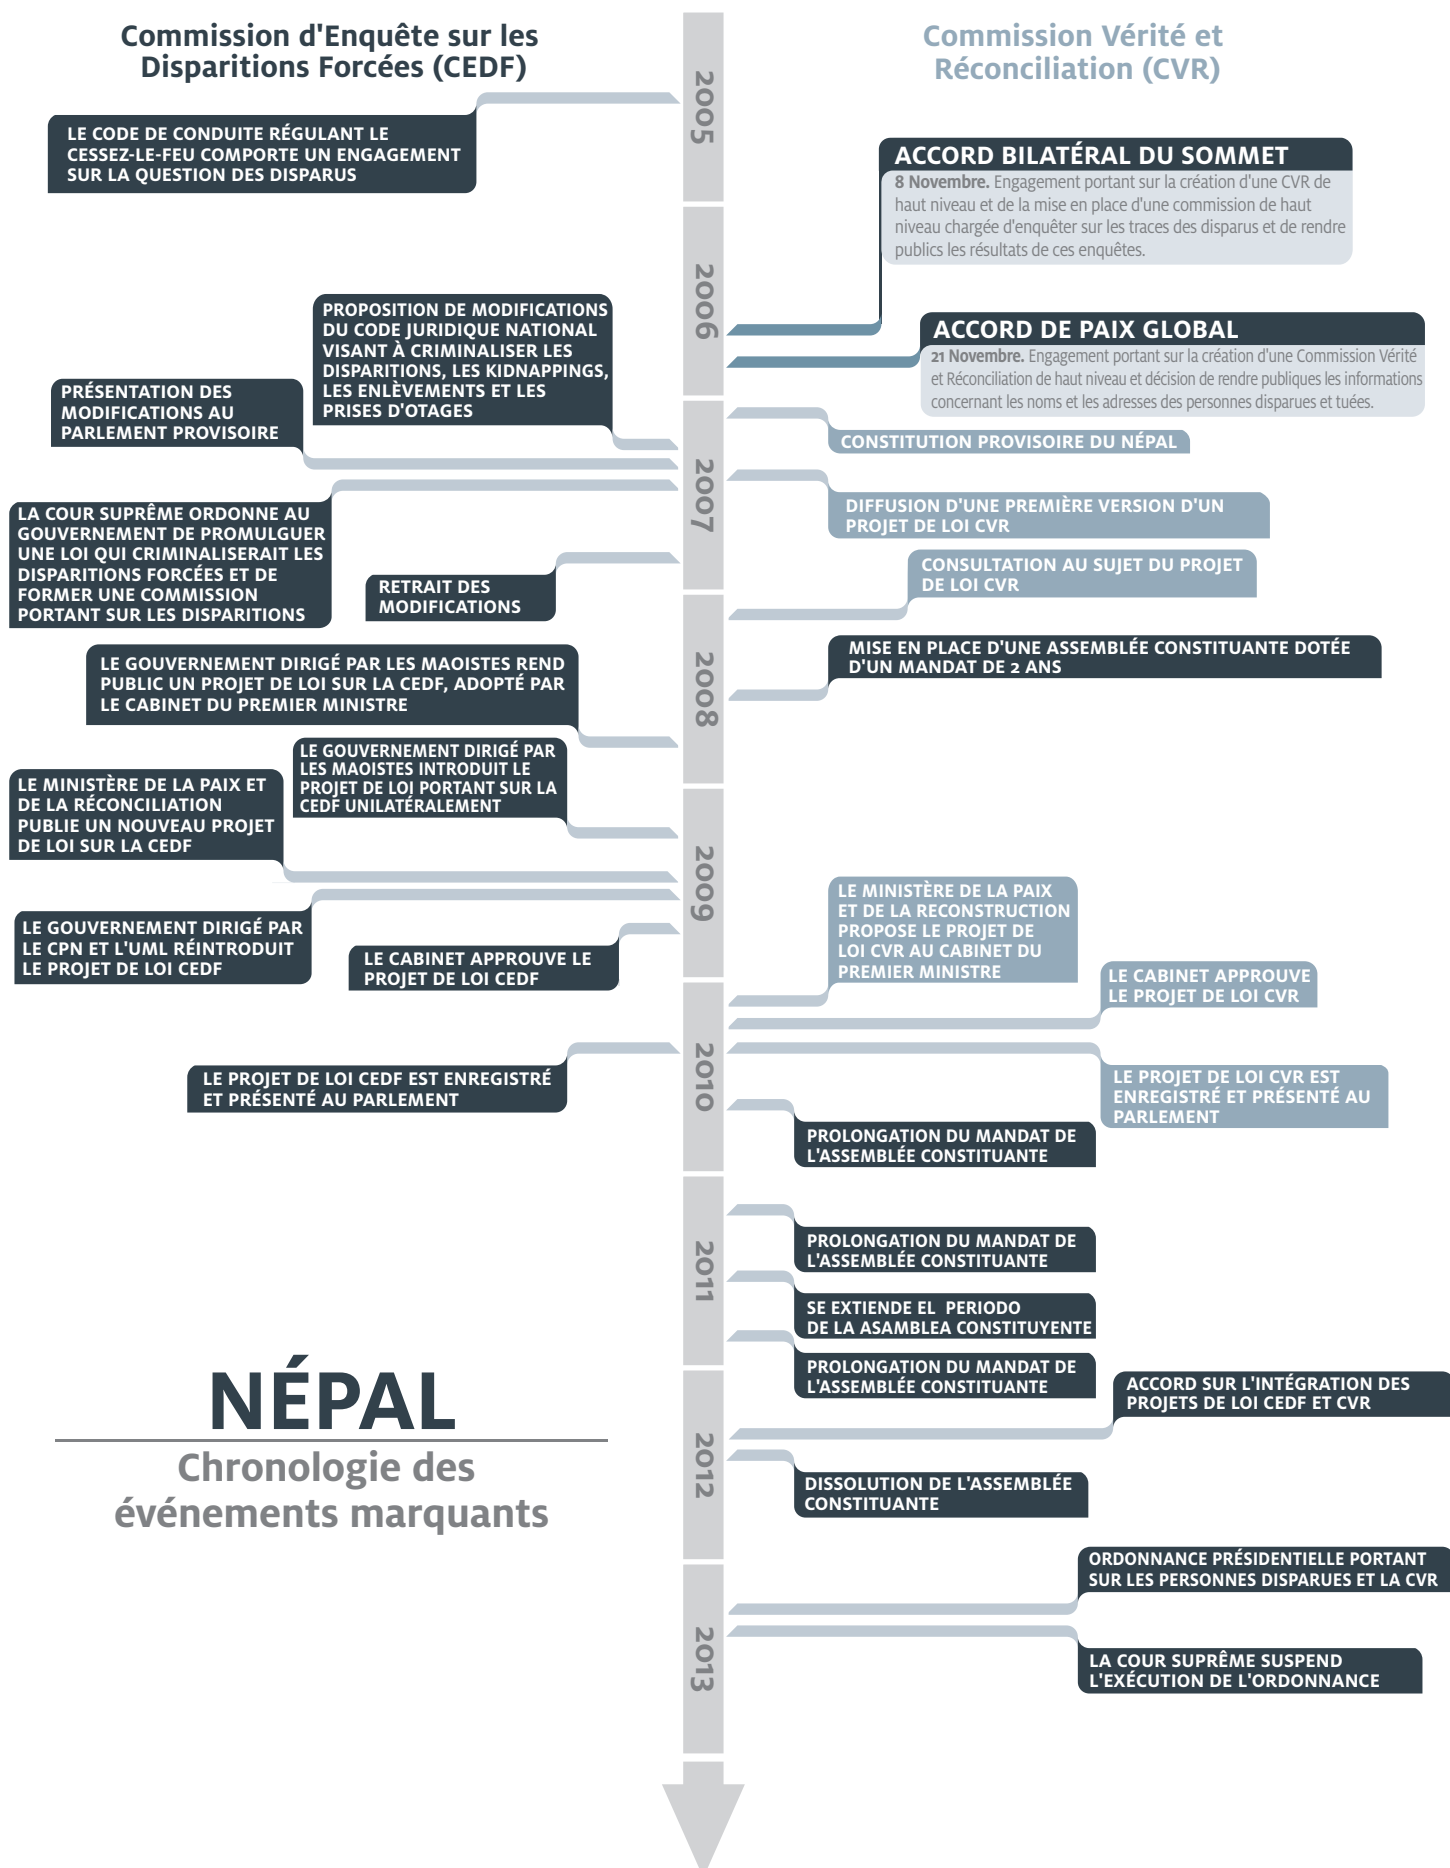 Commission d'Enquête sur les
Disparitions Forcées (CEDF)
Commission Vérité et
Réconciliation (CVR)
2005
LE CODE DE CONDUITE RÉGULANT LE
CESSEZ-LE-FEU COMPORTE UN ENGAGEMENT
SUR LA QUESTION DES DISPARUS
ACCORD BILATÉRAL DU SOMMET
8 Novembre. Engagement portant sur la création d'une CVR de
haut niveau et de la mise en place d'une commission de haut
niveau chargée d'enquêter sur les traces des disparus et de rendre
publics les résultats de ces enquêtes.
2006
ACCORD DE PAIX GLOBAL
21 Novembre. Engagement portant sur la création d'une Commission Vérité
et Réconciliation de haut niveau et décision de rendre publiques les informations
concernant les noms et les adresses des personnes disparues et tuées.
PROPOSITION DE MODIFICATIONS
DU CODE JURIDIQUE NATIONAL
VISANT À CRIMINALISER LES
DISPARITIONS, LES KIDNAPPINGS,
LES ENLÈVEMENTS ET LES
PRISES D'OTAGES
PRÉSENTATION DES
MODIFICATIONS AU
PARLEMENT PROVISOIRE
CONSTITUTION PROVISOIRE DU NÉPAL
2007
LA COUR SUPRÊME ORDONNE AU
GOUVERNEMENT DE PROMULGUER
UNE LOI QUI CRIMINALISERAIT LES
DISPARITIONS FORCÉES ET DE
FORMER UNE COMMISSION
PORTANT SUR LES DISPARITIONS
DIFFUSION D'UNE PREMIÈRE VERSION D'UN
PROJET DE LOI CVR
RETRAIT DES
MODIFICATIONS
CONSULTATION AU SUJET DU PROJET
DE LOI CVR
2008
MISE EN PLACE D'UNE ASSEMBLÉE CONSTITUANTE DOTÉE
D'UN MANDAT DE 2 ANS
LE GOUVERNEMENT DIRIGÉ PAR LES MAOISTES REND
PUBLIC UN PROJET DE LOI SUR LA CEDF, ADOPTÉ PAR
LE CABINET DU PREMIER MINISTRE
LE GOUVERNEMENT DIRIGÉ PAR
LES MAOISTES INTRODUIT LE
PROJET DE LOI PORTANT SUR LA
CEDF UNILATÉRALEMENT
LE MINISTÈRE DE LA PAIX ET
DE LA RÉCONCILIATION
PUBLIE UN NOUVEAU PROJET
DE LOI SUR LA CEDF
2009
LE GOUVERNEMENT DIRIGÉ PAR
LE CPN ET L'UML RÉINTRODUIT
LE PROJET DE LOI CEDF
LE CABINET APPROUVE LE
PROJET DE LOI CEDF
LE MINISTÈRE DE LA PAIX
ET DE LA RECONSTRUCTION
PROPOSE LE PROJET DE
LOI CVR AU CABINET DU
PREMIER MINISTRE
LE CABINET APPROUVE
LE PROJET DE LOI CVR
2010
LE PROJET DE LOI CEDF EST ENREGISTRÉ
ET PRÉSENTÉ AU PARLEMENT
LE PROJET DE LOI CVR EST
ENREGISTRÉ ET PRÉSENTÉ AU
PARLEMENT
PROLONGATION DU MANDAT DE
L'ASSEMBLÉE CONSTITUANTE
2011
PROLONGATION DU MANDAT DE
L'ASSEMBLÉE CONSTITUANTE
SE EXTIENDE EL PERIODO
DE LA ASAMBLEA CONSTITUYENTE
PROLONGATION DU MANDAT DE
L'ASSEMBLÉE CONSTITUANTE
ACCORD SUR L'INTÉGRATION DES
PROJETS DE LOI CEDF ET CVR
NÉPAL
Chronologie des
événements marquants
2012
DISSOLUTION DE L'ASSEMBLÉE
CONSTITUANTE
ORDONNANCE PRÉSIDENTIELLE PORTANT
SUR LES PERSONNES DISPARUES ET LA CVR
2013
LA COUR SUPRÊME SUSPEND
L'EXÉCUTION DE L'ORDONNANCE